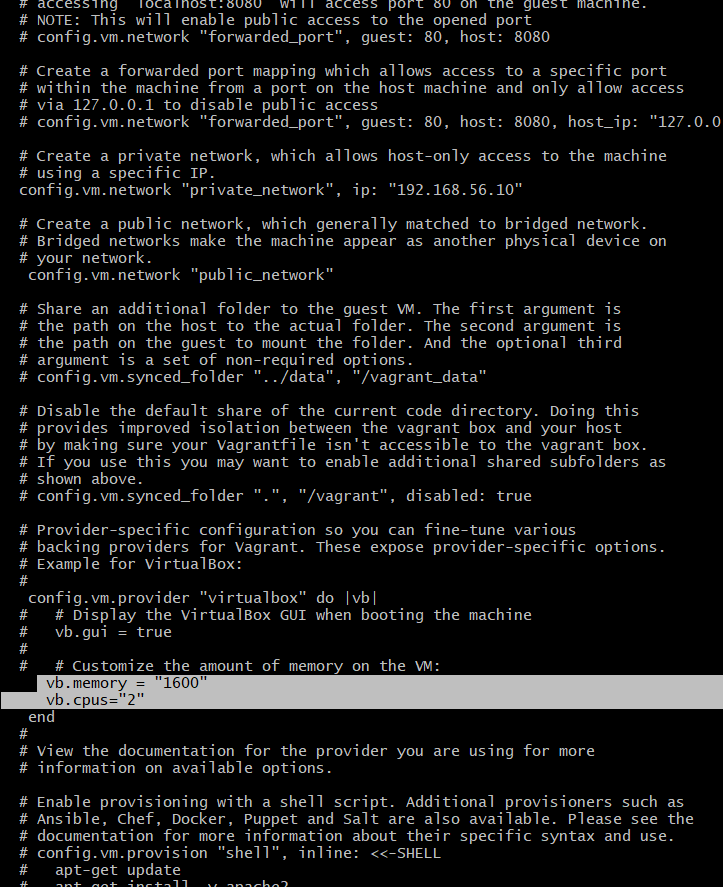 # accessing "localhost:8080" will access port 80 on the guest machine.
# NOTE: This will enable public access to the opened port
# config.vm.network "forwarded_port", guest: 80, host: 8080

# Create a forwarded port mapping which allows access to a specific port
# within the machine from a port on the host machine and only allow access
# via 127.0.0.1 to disable public access
# config.vm.network "forwarded_port", guest: 80, host: 8080, host_ip: "127.0.0

# Create a private network, which allows host-only access to the machine
# using a specific IP.
config.vm.network "private_network", ip: "192.168.56.10"

# Create a public network, which generally matched to bridged network.
# Bridged networks make the machine appear as another physical device on
# your network.
 config.vm.network "public_network"

# Share an additional folder to the guest VM. The first argument is
# the path on the host to the actual folder. The second argument is
# the path on the guest to mount the folder. And the optional third
# argument is a set of non-required options.
# config.vm.synced_folder "../data", "/vagrant_data"

# Disable the default share of the current code directory. Doing this
# provides improved isolation between the vagrant box and your host
# by making sure your Vagrantfile isn't accessible to the vagrant box.
# If you use this you may want to enable additional shared subfolders as
# shown above.
# config.vm.synced_folder ".", "/vagrant", disabled: true

# Provider-specific configuration so you can fine-tune various
# backing providers for Vagrant. These expose provider-specific options.
# Example for VirtualBox:
#
 config.vm.provider "virtualbox" do |vb|
#   # Display the VirtualBox GUI when booting the machine
#   vb.gui = true
#
#   # Customize the amount of memory on the VM:
   vb.memory = "1600"
   vb.cpus="2"
 end
#
# View the documentation for the provider you are using for more
# information on available options.

# Enable provisioning with a shell script. Additional provisioners such as
# Ansible, Chef, Docker, Puppet and Salt are also available. Please see the
# documentation for more information about their specific syntax and use.
# config.vm.provision "shell", inline: <<-SHELL
#   apt-get update
#   apt-get install -y apache2